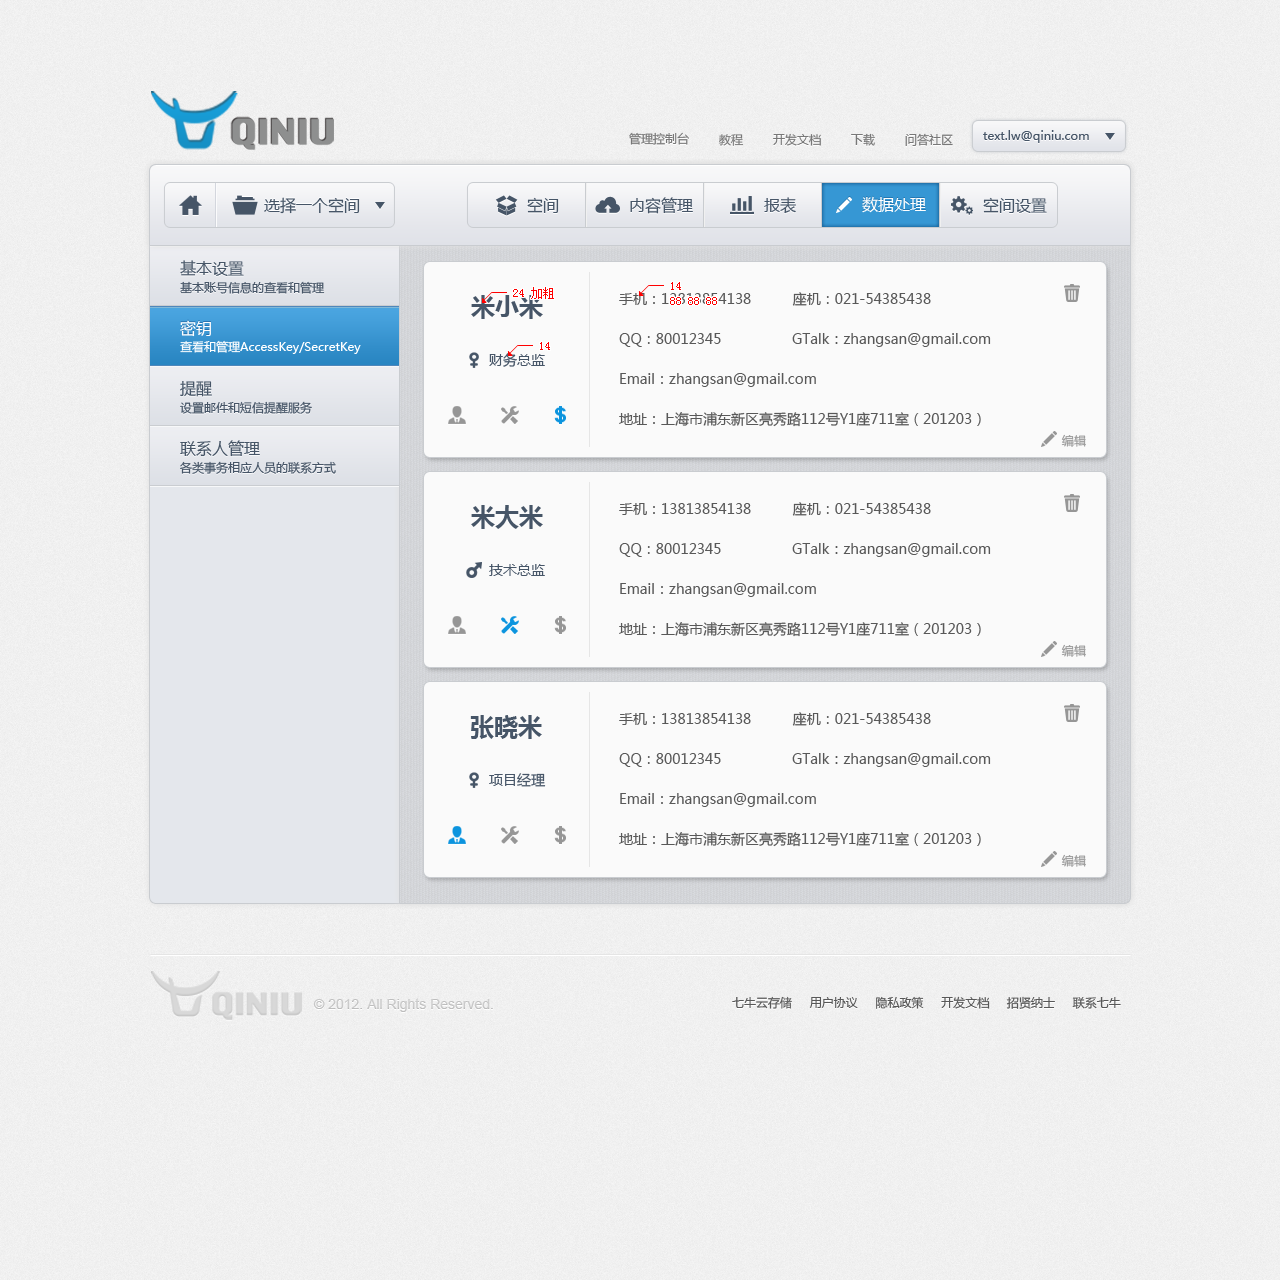 QINIU
管理控制台 教程 开发文档 下载 问答社区 text.lw@qiniu.com
选择一个空间 空间 内容管理 报表 数据处理 空间设置
基本设置
基本账号信息的查看和管理
密钥
查看和管理AccessKey/SecretKey
提醒
设置邮件和短信提醒服务
联系人管理
各类事务相应人员的联系方式
24 加粗
米小米
14
财务总监
14
手机：13813854138 座机：021-54385438
88 88 88
QQ：80012345 GTalk：zhangsan@gmail.com
Email：zhangsan@gmail.com
地址：上海市浦东新区亮秀路112号Y1座711室（201203）
编辑
米大米
技术总监
手机：13813854138 座机：021-54385438
QQ：80012345 GTalk：zhangsan@gmail.com
Email：zhangsan@gmail.com
地址：上海市浦东新区亮秀路112号Y1座711室（201203）
编辑
张晓米
项目经理
手机：13813854138 座机：021-54385438
QQ：80012345 GTalk：zhangsan@gmail.com
Email：zhangsan@gmail.com
地址：上海市浦东新区亮秀路112号Y1座711室（201203）
编辑
QINIU © 2012. All Rights Reserved. 七牛云存储 用户协议 隐私政策 开发文档 招贤纳士 联系七牛